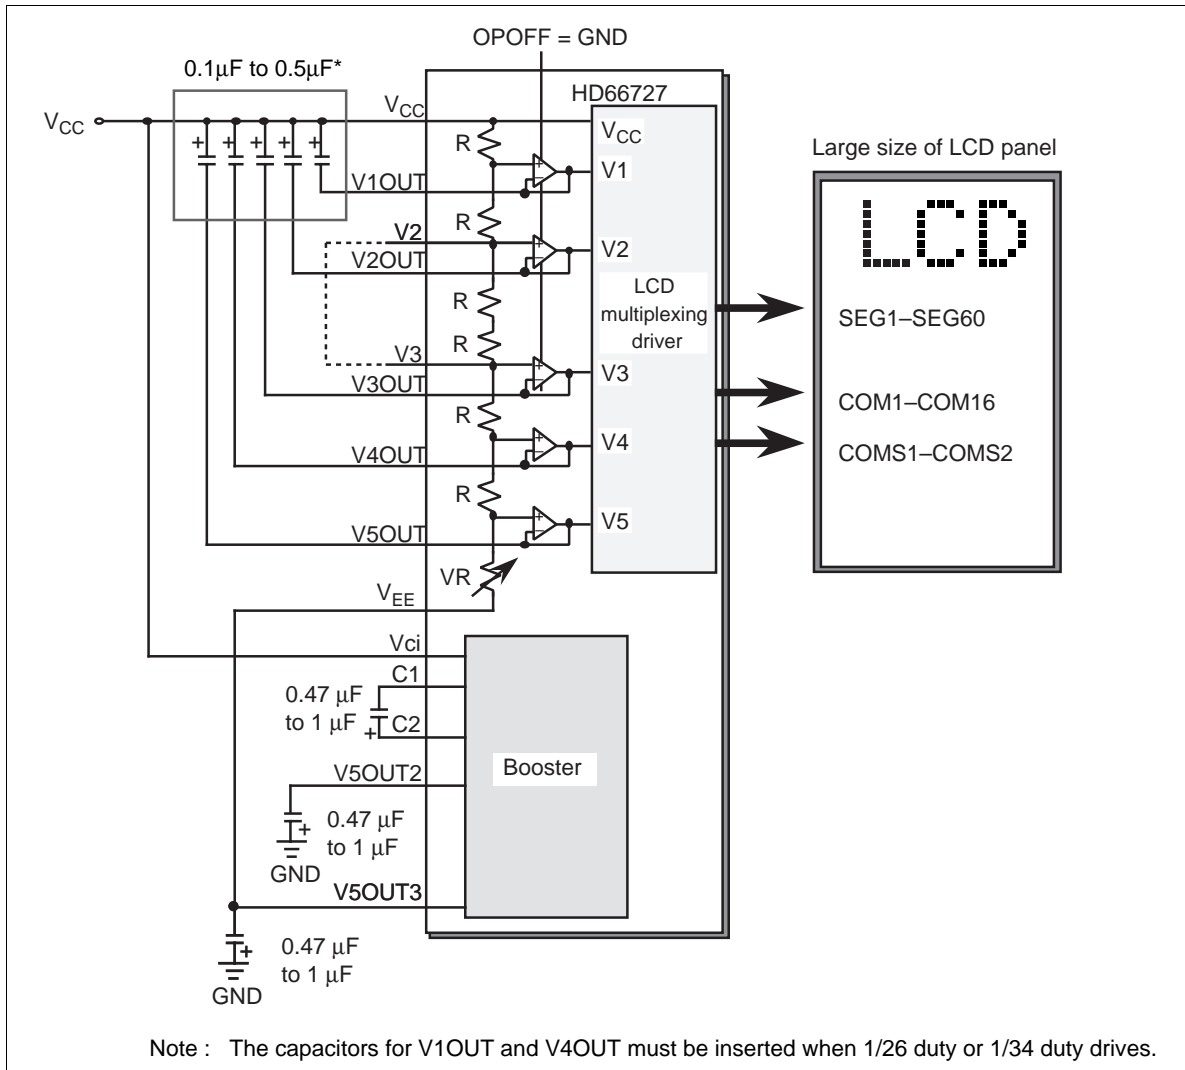 OPOFF = GND
0.1μF to 0.5μF*
HD66727
VCC
VCC
VCC
R
V1OUT
V1
Large size of LCD panel
LCD
R
V2
V2OUT
V2
R
LCD
multiplexing
driver
SEG1–SEG60
R
V3
V3OUT
V3
COM1–COM16
R
V4OUT
V4
COMS1–COMS2
R
V5OUT
V5
VR
VEE
Vci
C1
0.47 μF
to 1 μF
C2
+
Booster
V5OUT2
+
0.47 μF
to 1 μF
GND
V5OUT3
+
0.47 μF
to 1 μF
GND
Note : The capacitors for V1OUT and V4OUT must be inserted when 1/26 duty or 1/34 duty drives.